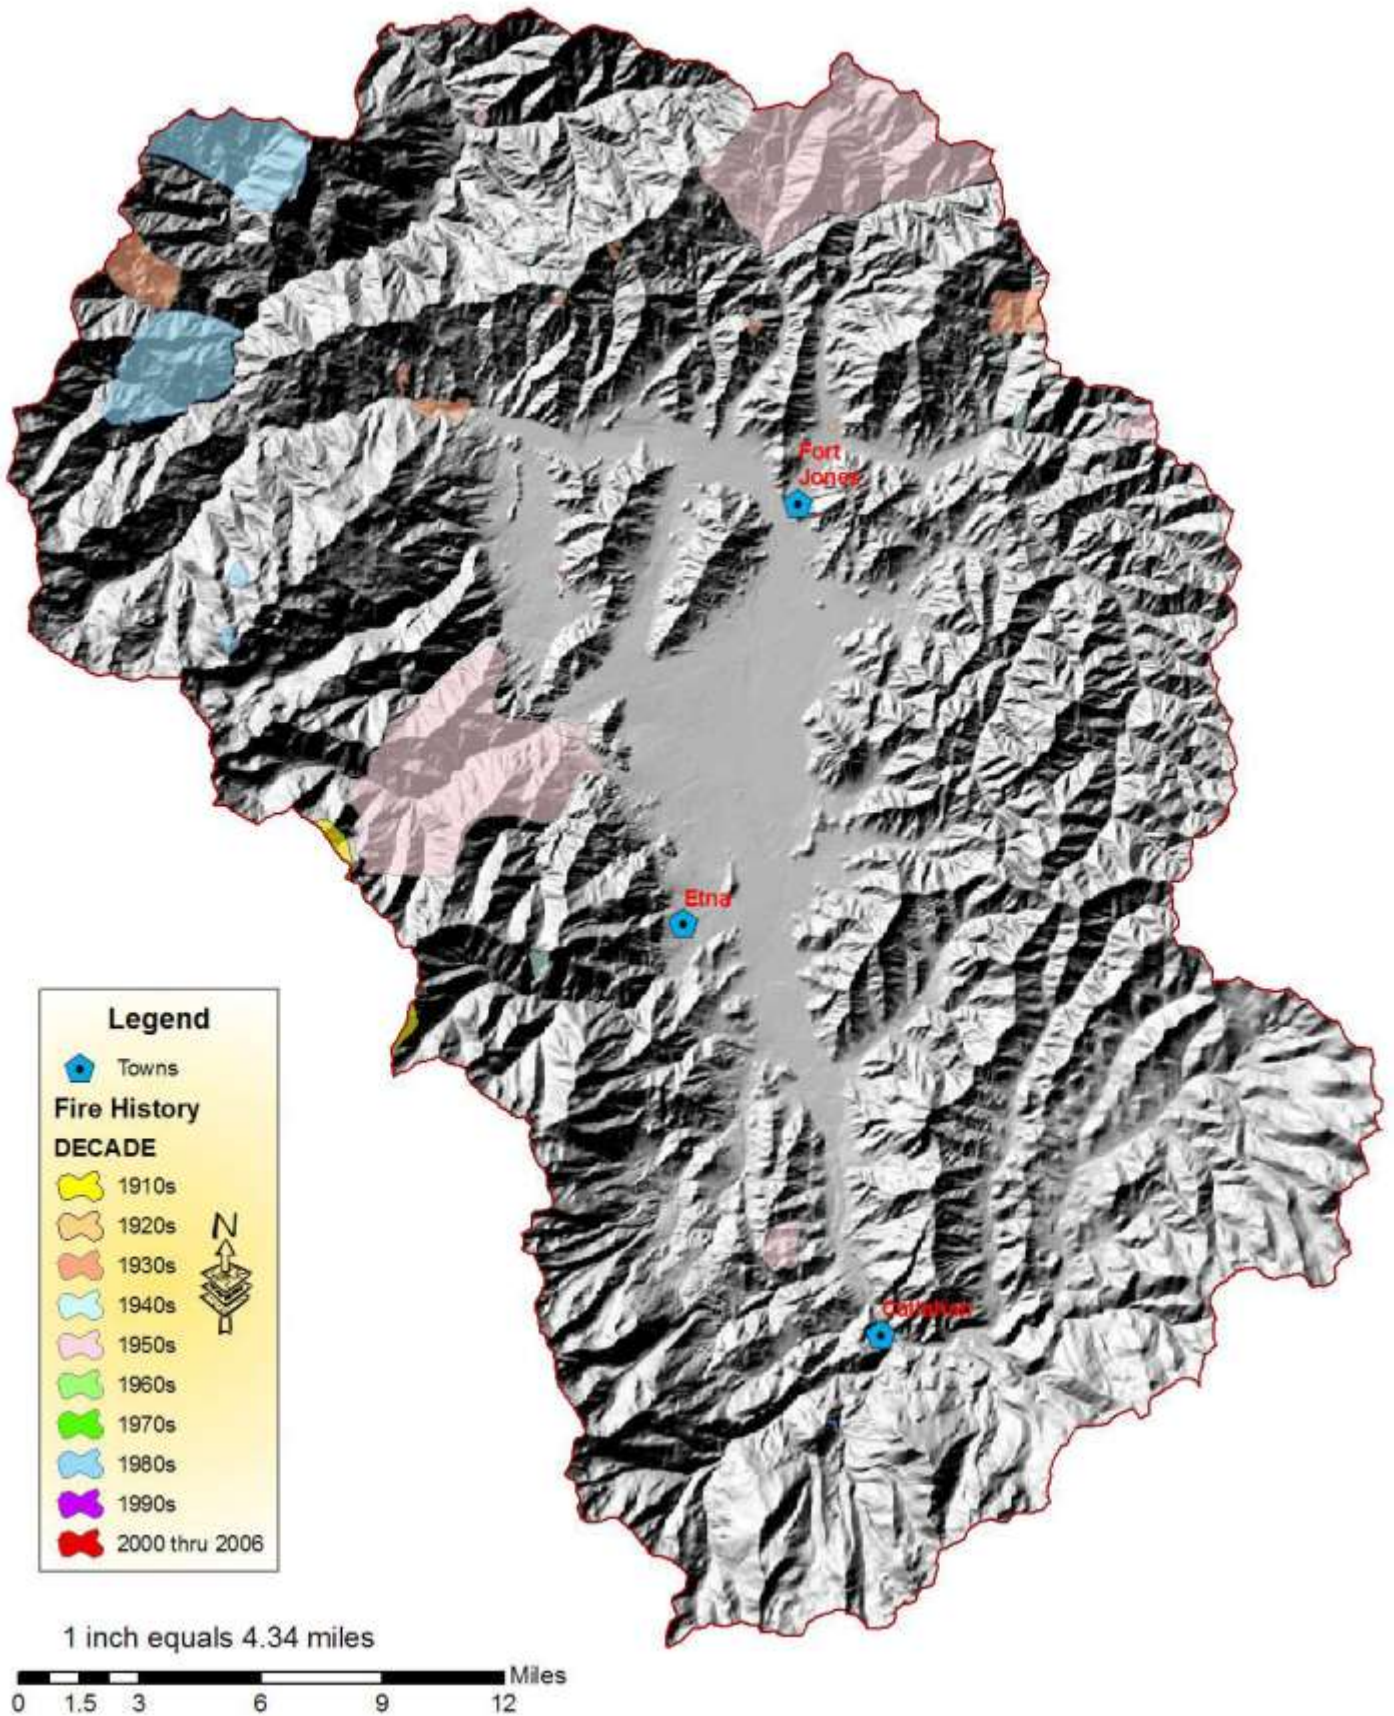 Fort
Jones
Etna
Callahan
Legend
Towns
Fire History
DECADE
1910s
1920s
N
1930s
1940s
1950s
1960s
1970s
1980s
1990s
2000 thru 2006
1 inch equals 4.34 miles
Miles
0 1.5 3 6 9 12